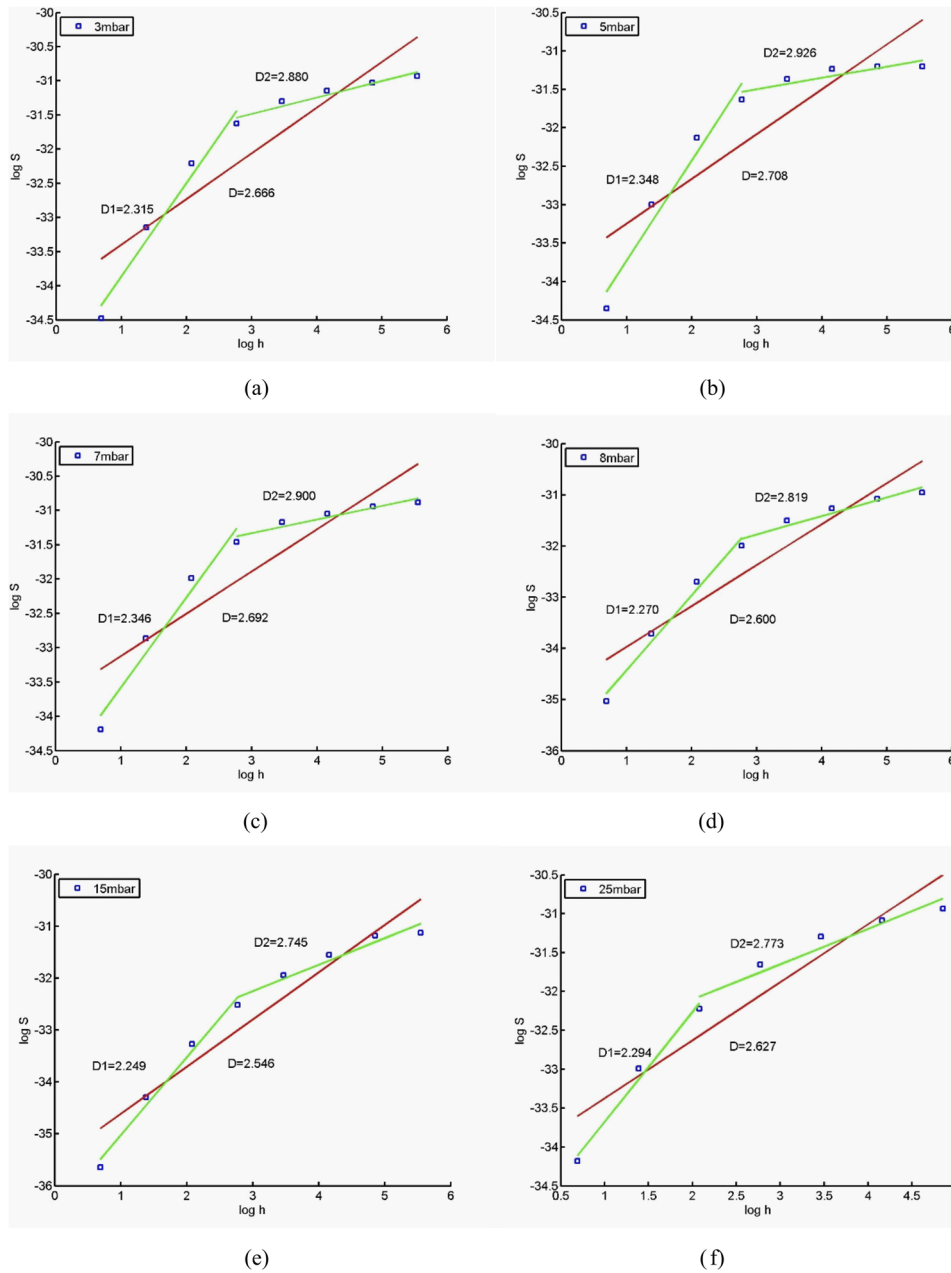 -30
3mbar
-30.5
D2=2.880
-31
-31.5
-32
log S
-32.5
D=2.666
D1=2.315
-33
-33.5
-34
-34.5
0 1 2 3 4 5 6
log h
(a)
-30.5
5mbar
-31
D2=2.926
-31.5
-32
log S
-32.5
D1=2.348
D=2.708
-33
-33.5
-34
-34.5
0 1 2 3 4 5 6
log h
(b)
-30
7mbar
-30.5
D2=2.900
-31
-31.5
-32
log S
-32.5
D1=2.346
D=2.692
-33
-33.5
-34
-34.5
0 1 2 3 4 5 6
log h
(c)
-30
8mbar
-31
D2=2.819
-32
log S
-33
D1=2.270
D=2.600
-34
-35
-36
0 1 2 3 4 5 6
log h
(d)
-30
15mbar
-31
D2=2.745
-32
-33
log S
D1=2.249
D=2.546
-34
-35
-36
0 1 2 3 4 5 6
log h
(e)
-30.5
25mbar
-31
D2=2.773
-31.5
-32
-32.5
log S
D1=2.294
D=2.627
-33
-33.5
-34
-34.5
0.5 1 1.5 2 2.5 3 3.5 4 4.5
log h
(f)